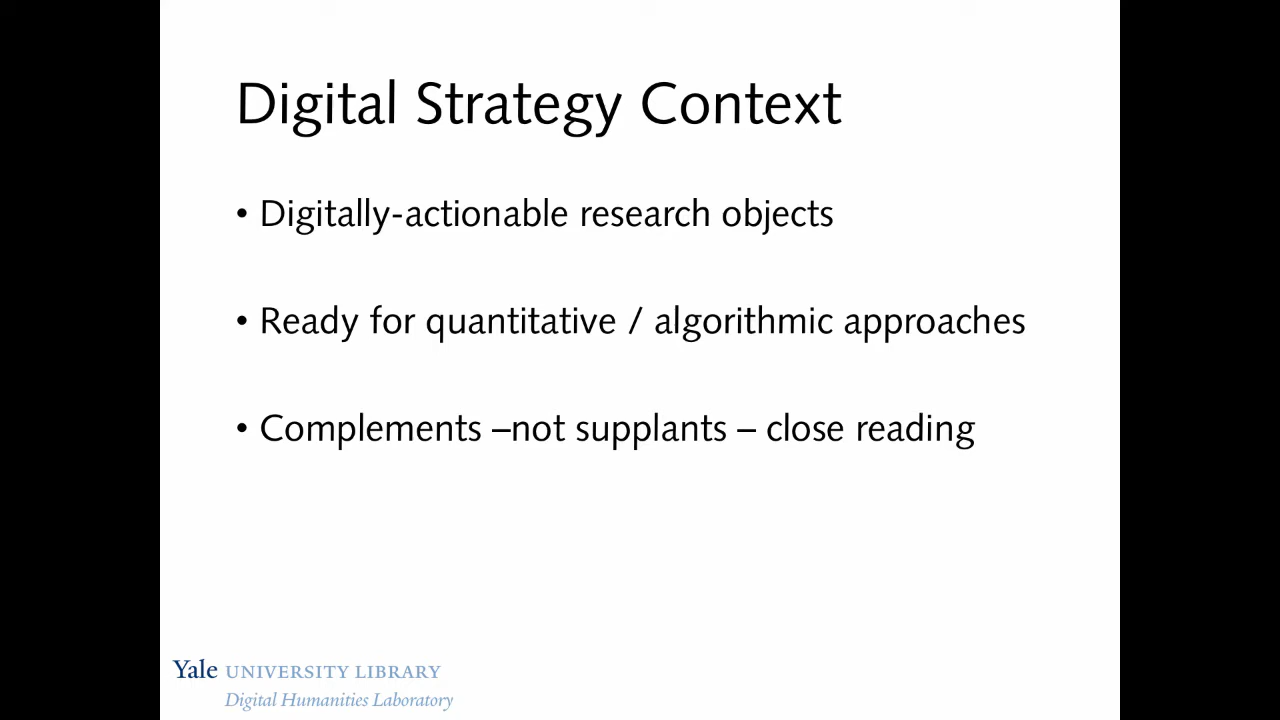 Digital Strategy Context
• Digitally-actionable research objects
• Ready for quantitative / algorithmic approaches
• Complements –not supplants – close reading
Yale UNIVERSITY LIBRARY
Digital Humanities Laboratory